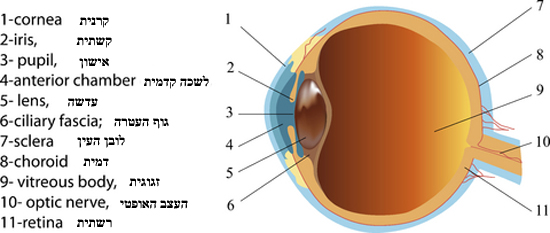 1-cornea קרנית
2-iris, קשתית
3- pupil, אישון
4-anterior chamber לשכה קדמית
5- lens, עדשה
6-ciliary fascia; גוף העטרה
7-sclera לובן העין
8-choroid דמית
9- vitreous body, זגוגית
10- optic nerve, העצב האופטי
11-retina רשתית
1
2
3
4
5
6
7
8
9
10
11